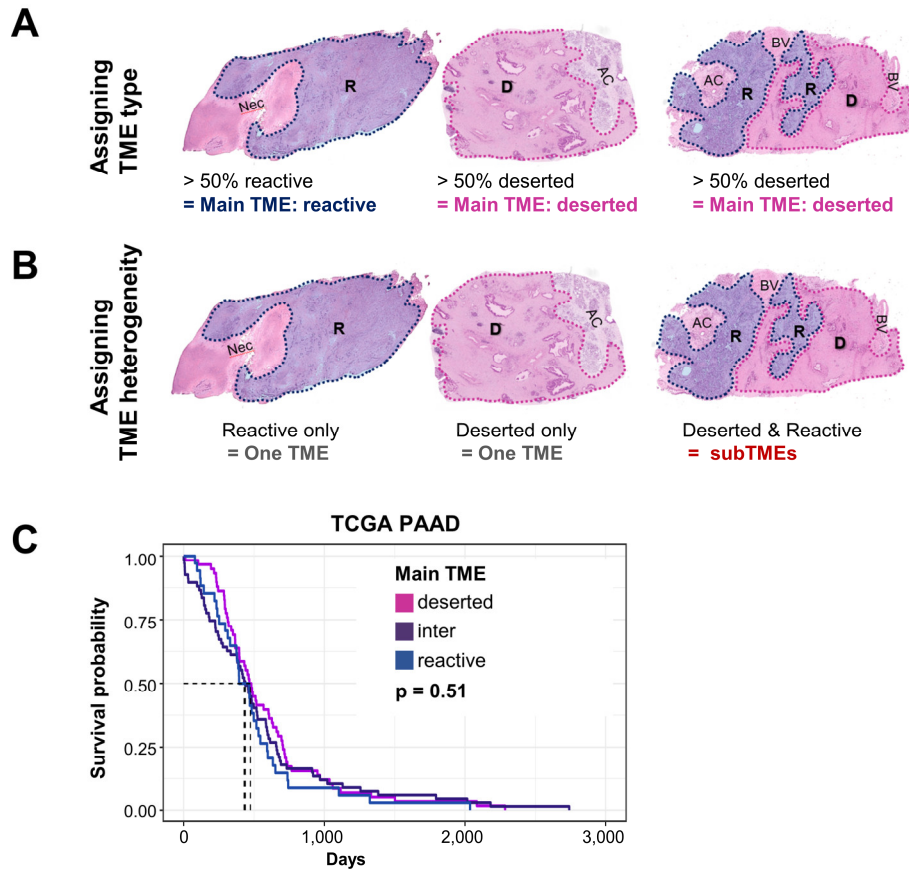 A
Assigning
TME type
Nec
R
D
AC
AC
BV
R
R
D
BV
> 50% reactive
= Main TME: reactive
> 50% deserted
= Main TME: deserted
> 50% deserted
= Main TME: deserted
B
Assigning
TME heterogeneity
Nec
R
D
AC
AC
BV
R
R
D
BV
Reactive only
= One TME
Deserted only
= One TME
Deserted & Reactive
= subTMEs
C
TCGA PAAD
Survival probability
1.00
0.75
0.50
0.25
0.00
Main TME
deserted
inter
reactive
p = 0.51
0
1,000
2,000
3,000
Days